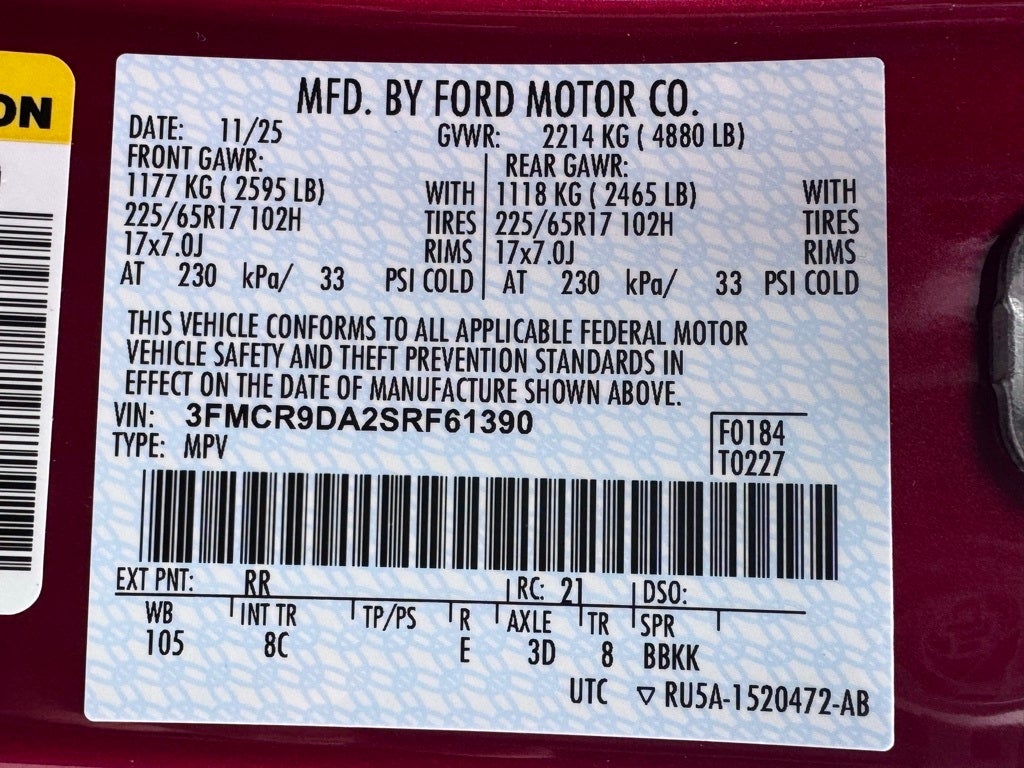 ON
MFD. BY FORD MOTOR CO.
DATE: 11/25 GVWR: 2214 KG ( 4880 LB)
FRONT GAWR: REAR GAWR:
1177 KG ( 2595 LB) WITH 1118 KG ( 2465 LB) WITH
225/65R17 102H TIRES 225/65R17 102H TIRES
17x7.0J RIMS 17x7.0J RIMS
AT 230 kPa/ 33 PSI COLD AT 230 kPa/ 33 PSI COLD
THIS VEHICLE CONFORMS TO ALL APPLICABLE FEDERAL MOTOR
VEHICLE SAFETY AND THEFT PREVENTION STANDARDS IN
EFFECT ON THE DATE OF MANUFACTURE SHOWN ABOVE.
VIN: 3FMCR9DA2SRF61390
TYPE: MPV
F0184
T0227
EXT PNT: RR RC: 21 DSO:
WB INT TR TP/PS R AXLE TR SPR
105 8C E 3D 8 BBKK
UTC ▽ RU5A-1520472-AB